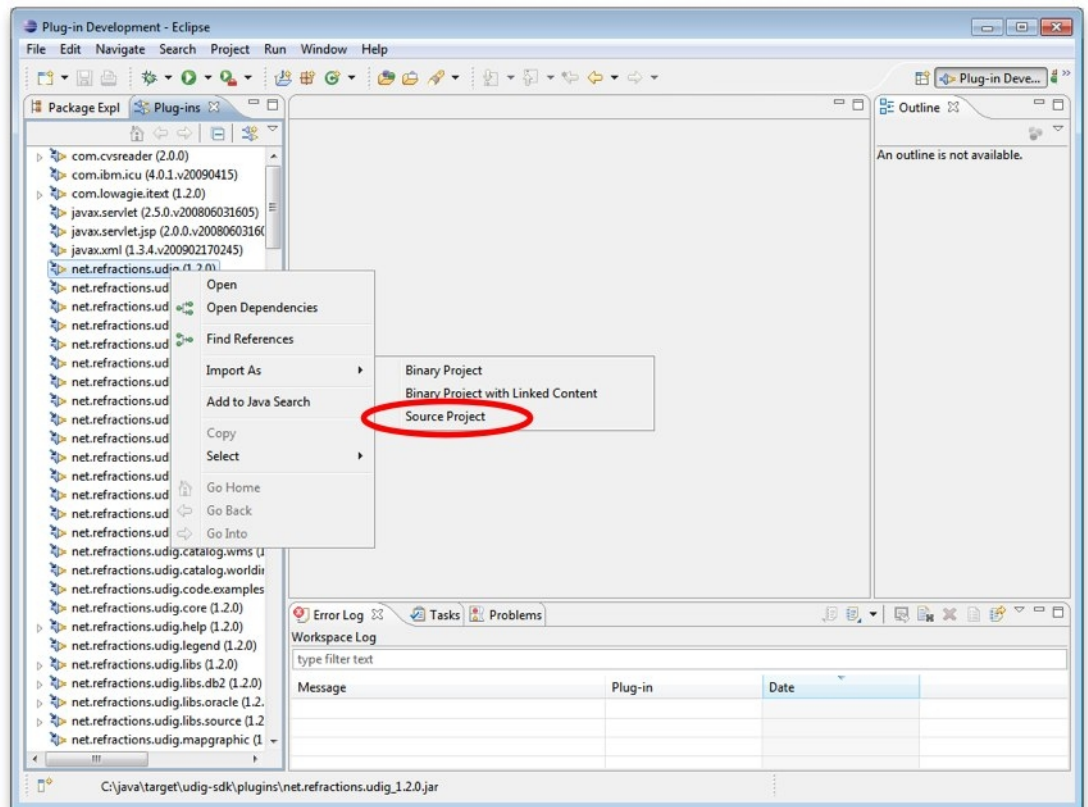 Plug-in Development - Eclipse
File Edit Navigate Search Project Run Window Help
Plug-in Deve...
Package Expl Plug-ins
Outline
An outline is not available.
com.cvsreader (2.0.0)
com.ibm.icu (4.0.1.v20090415)
com.lowagie.itext (1.2.0)
javax.servlet (2.5.0.v200806031605)
javax.servlet.jsp (2.0.0.v2008060316(
javax.xml (1.3.4.v200902170245)
net.refractions.udig (1.2.0)
net.refractions.ud
net.refractions.ud
net.refractions.ud
net.refractions.ud
net.refractions.ud
net.refractions.ud
net.refractions.ud
net.refractions.ud
net.refractions.ud
net.refractions.ud
net.refractions.ud
net.refractions.ud
net.refractions.ud
net.refractions.ud
net.refractions.udig.catalog.wms (1
net.refractions.udig.catalog.worldin
net.refractions.udig.code.examples
net.refractions.udig.core (1.2.0)
net.refractions.udig.help (1.2.0)
net.refractions.udig.legend (1.2.0)
net.refractions.udig.libs (1.2.0)
net.refractions.udig.libs.db2 (1.2.0)
net.refractions.udig.libs.oracle (1.2.
net.refractions.udig.libs.source (1.2
net.refractions.udig.mapgraphic (1
Open
Open Dependencies
Find References
Import As
Add to Java Search
Copy
Select
Go Home
Go Back
Go Into
Binary Project
Binary Project with Linked Content
Source Project
Error Log Tasks Problems
Workspace Log
type filter text
Message Plug-in Date
C:\java\target\udig-sdk\plugins\net.refractions.udig_1.2.0.jar